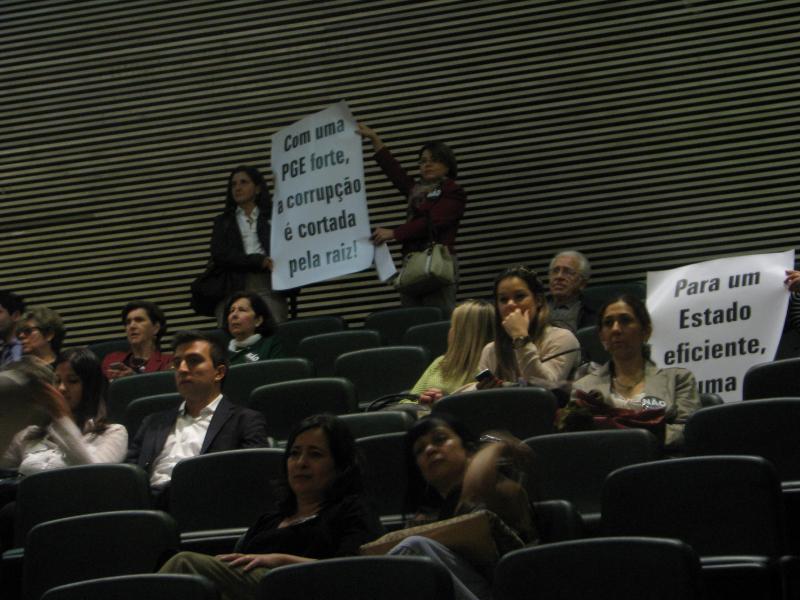 Com uma
PGE forte,
a corrupção
é cortada
pela raiz!
Para um
Estado
eficiente,
uma
NÃO